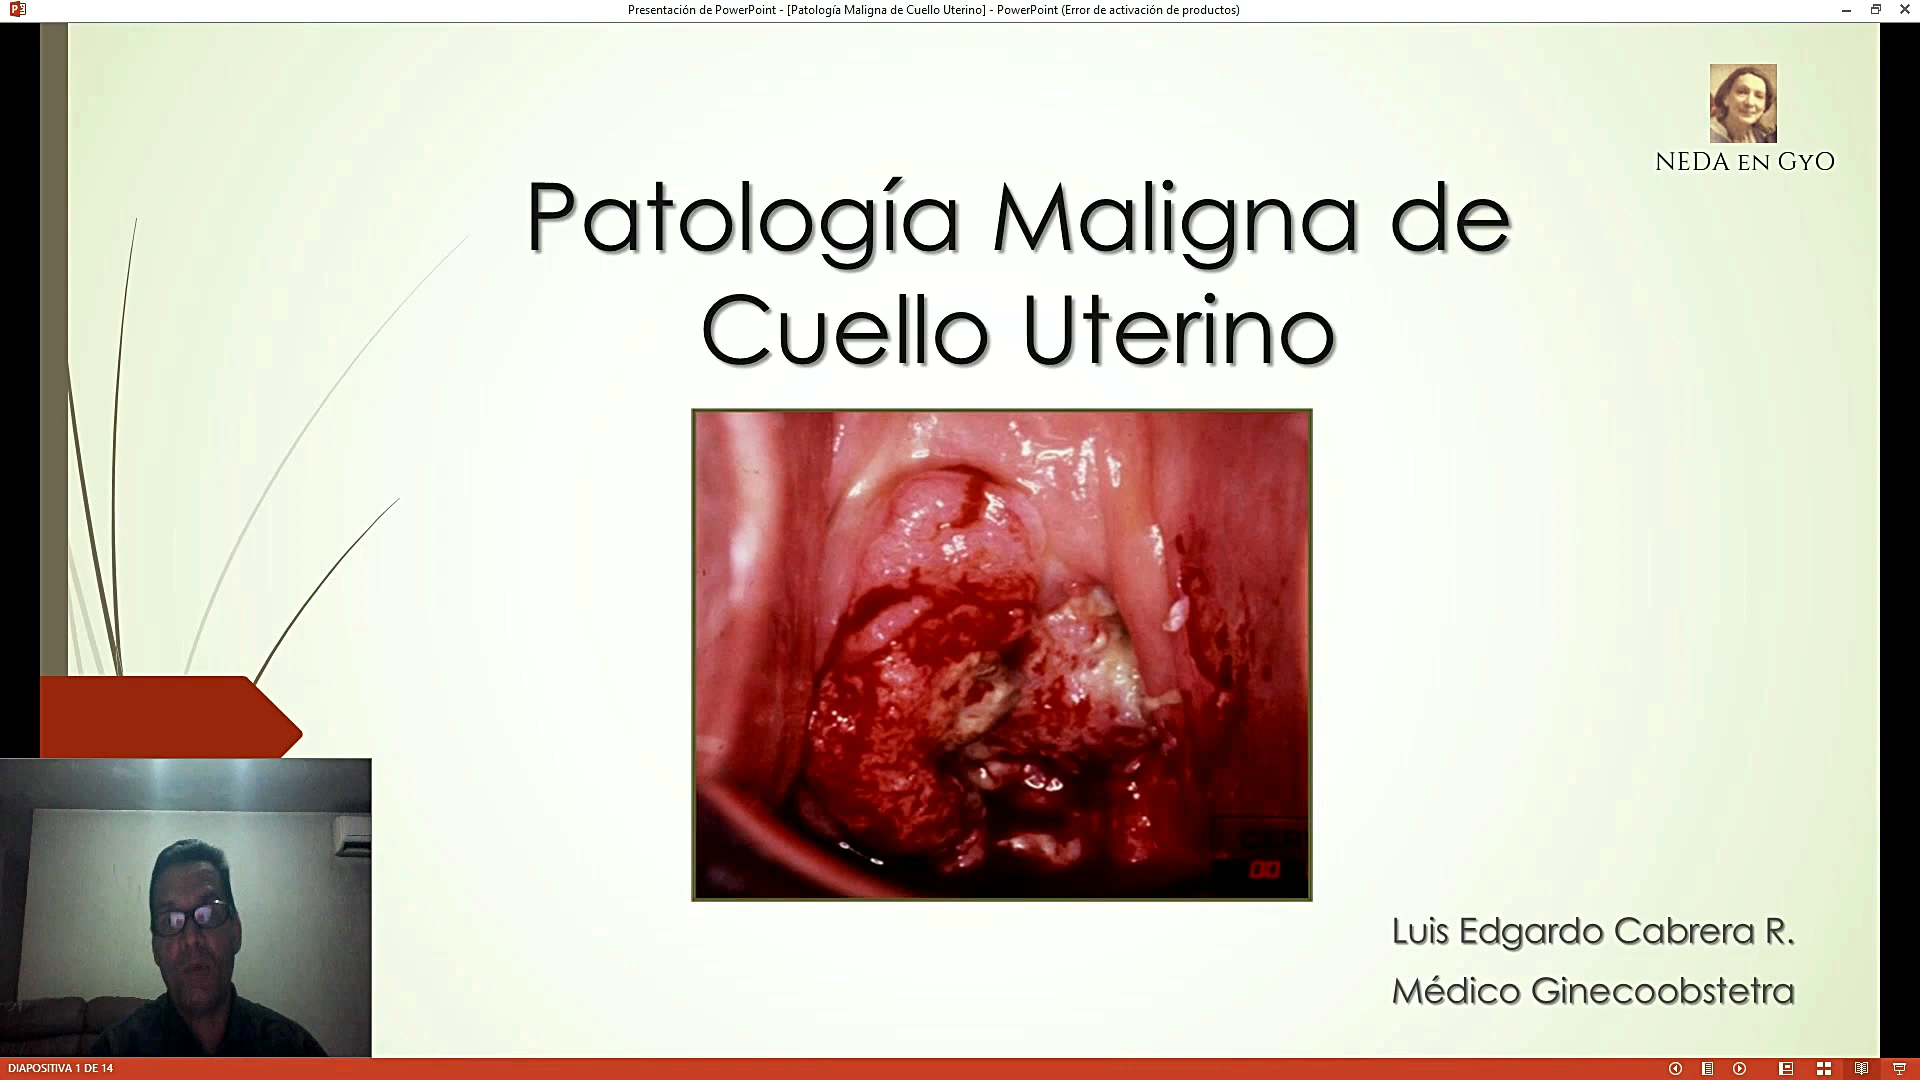 Presentación de PowerPoint - [Patología Maligna de Cuello Uterino] - PowerPoint (Error de activación de productos)
NEDA EN GyO
Patología Maligna de
Cuello Uterino
00
Luis Edgardo Cabrera R.
Médico Ginecoobstetra
DIAPOSITIVA 1 DE 14